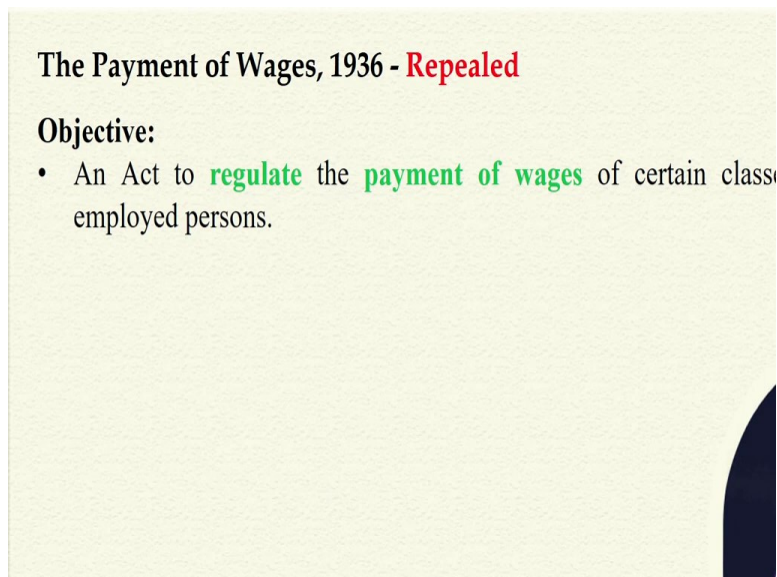 The Payment of Wages, 1936 - Repealed
Objective:
• An Act to regulate the payment of wages of certain
employed persons.